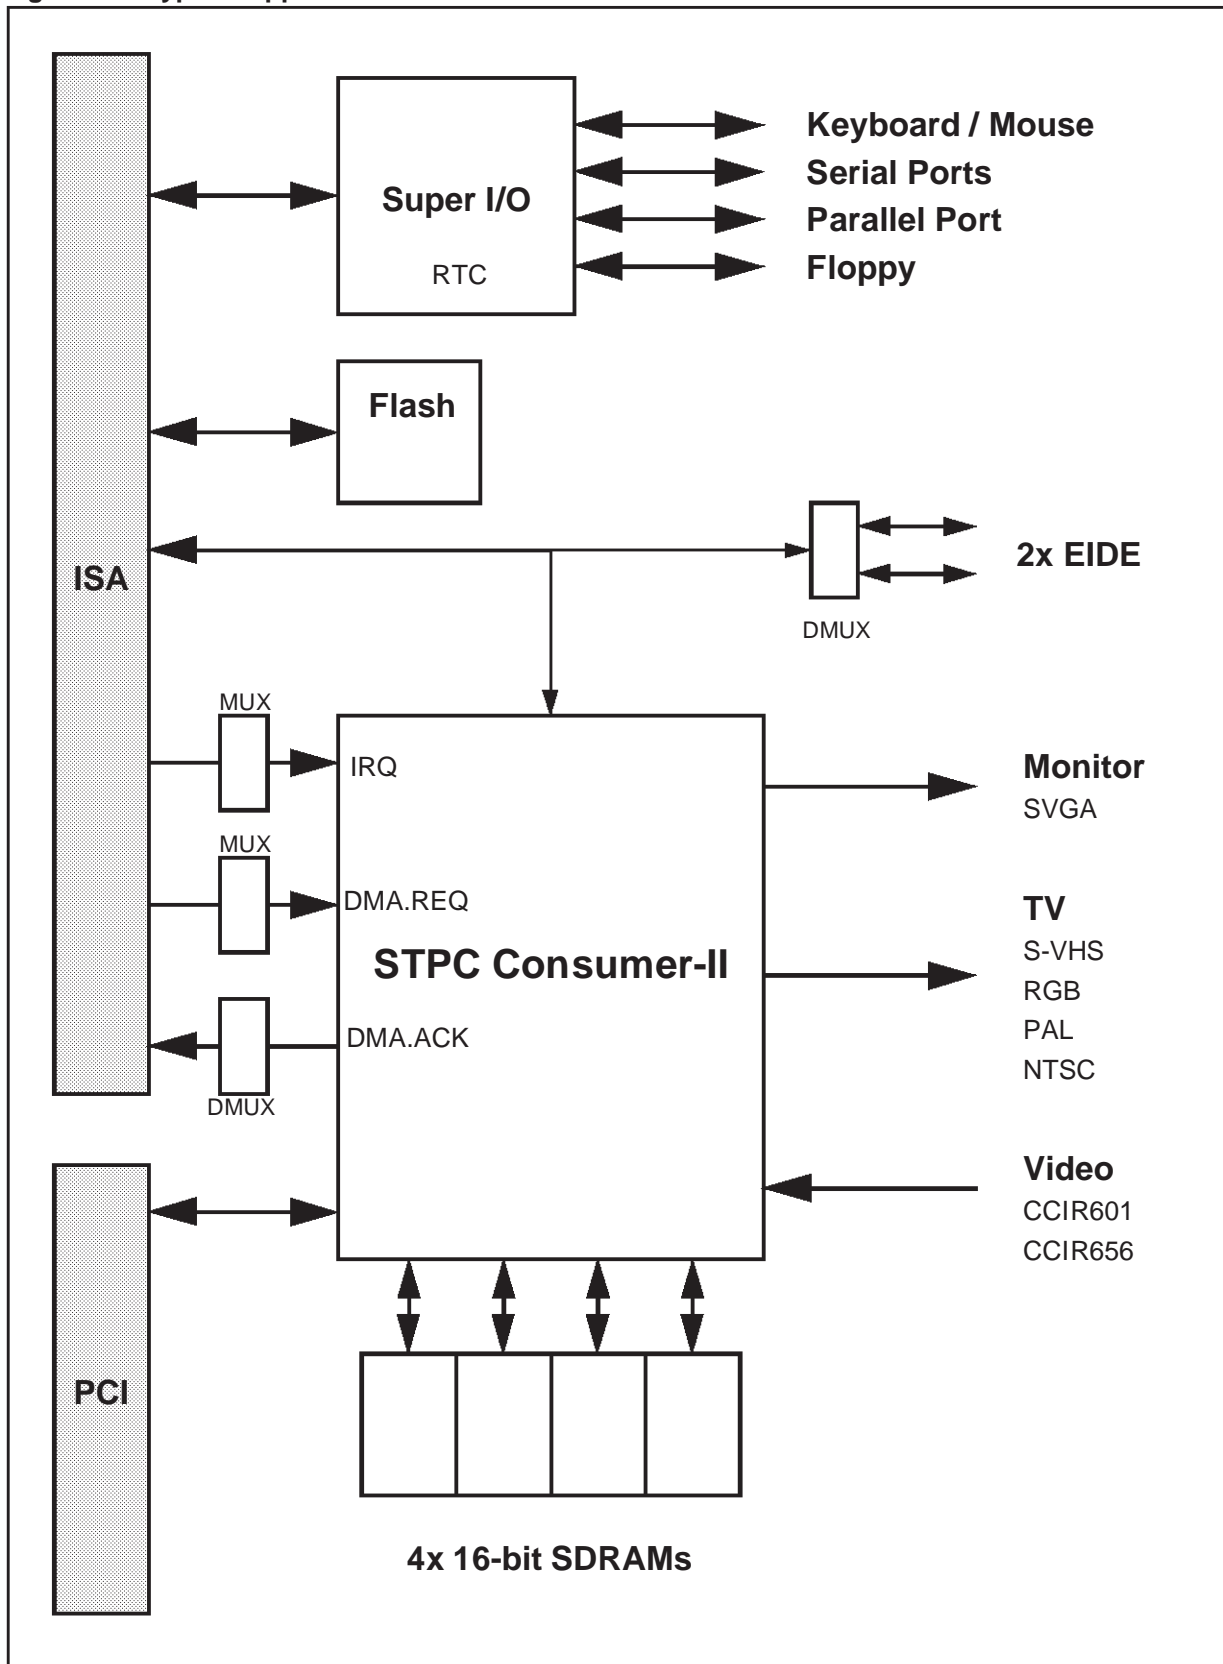 Keyboard / Mouse
Serial Ports
Super I/O
Parallel Port
RTC
Floppy
Flash
ISA
2x EIDE
DMUX
MUX
IRQ
Monitor
SVGA
MUX
DMA.REQ
TV
STPC Consumer-II
S-VHS
RGB
DMA.ACK
PAL
NTSC
DMUX
Video
CCIR601
CCIR656
PCI
4x 16-bit SDRAMs